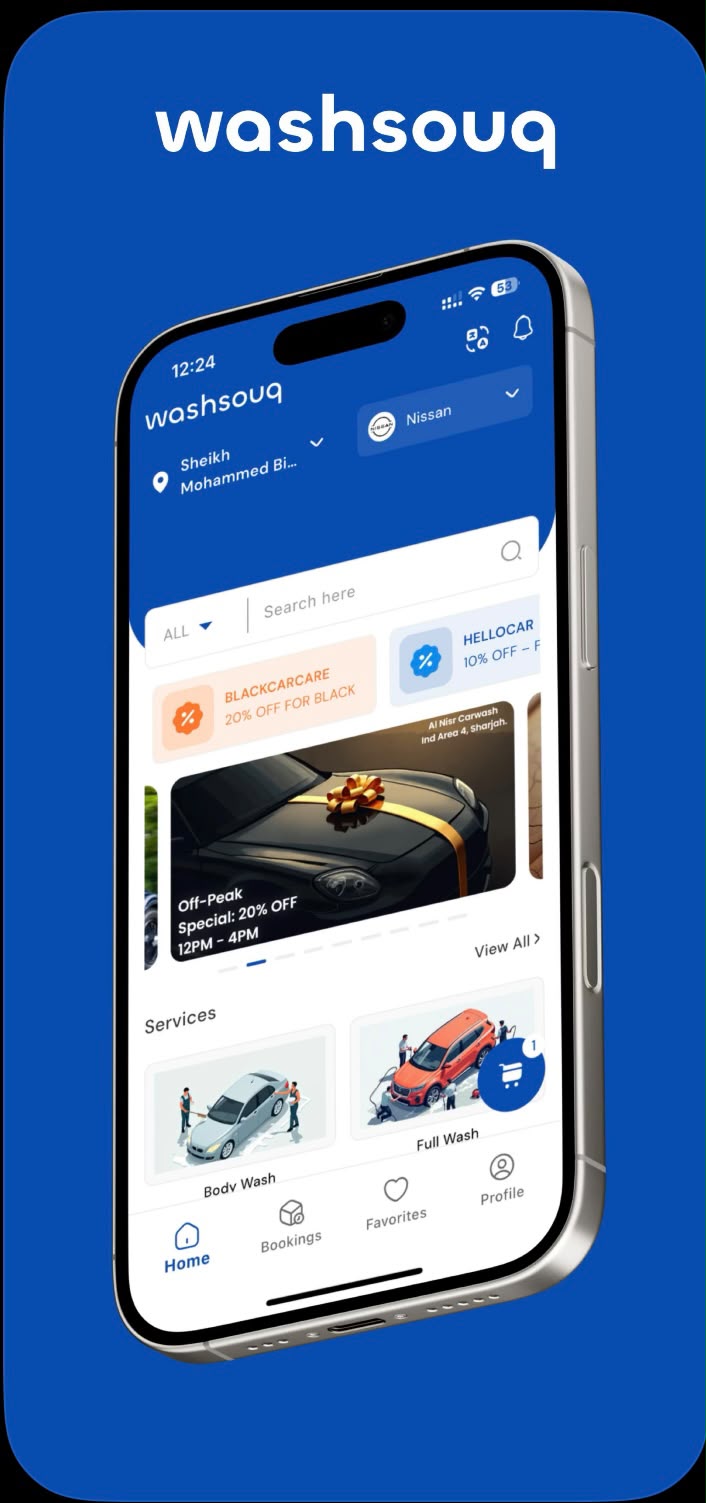 washsouq
12:24
53
washsouq
Sheikh
Mohammed Bi...
NISSAN
Nissan
ALL
Search here
BLACKCARCARE
20% OFF FOR BLACK
HELLOCAR
10% OFF – F
Al Nisr Carwash
Ind Area 4, Sharjah.
Off-Peak
Special: 20% OFF
12PM - 4PM
View All
Services
1
Body Wash
Full Wash
Home
Bookings
Favorites
Profile